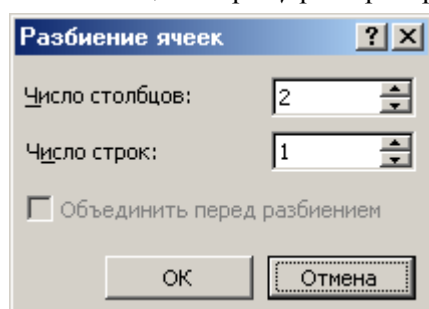 Разбиение ячеек ? ×
Число столбцов: 2
Число строк: 1
Объединить перед разбиением
ОК Отмена